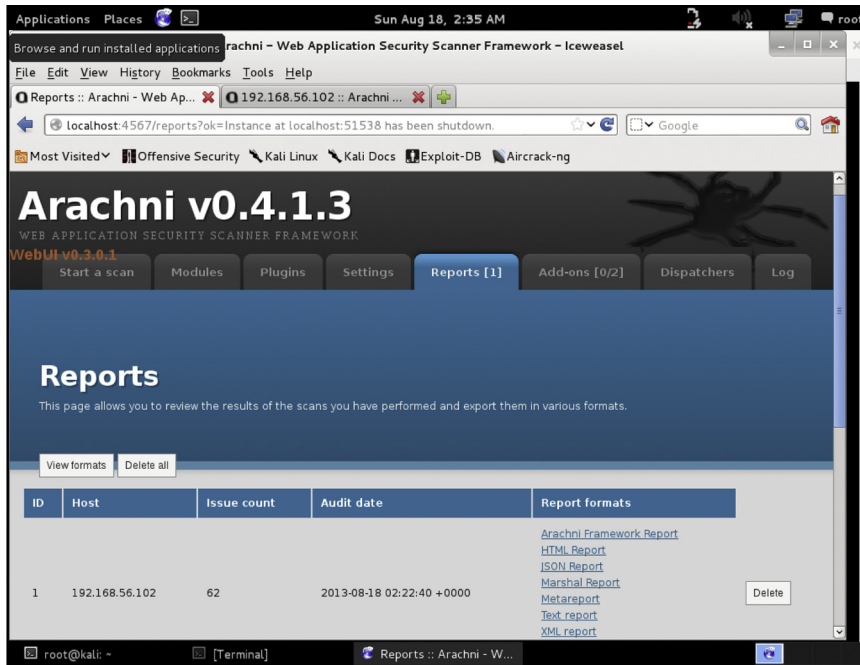 Applications Places Sun Aug 18, 2:35 AM roo
Browse and run installed applications rachni – Web Application Security Scanner Framework – Iceweasel
File Edit View History Bookmarks Tools Help
Reports :: Arachni - Web Ap... 192.168.56.102 :: Arachni ...
localhost:4567/reports?ok=Instance at localhost:51538 has been shutdown. Google
Most Visited Offensive Security Kali Linux Kali Docs Exploit-DB Aircrack-ng
Arachni v0.4.1.3
WEB APPLICATION SECURITY SCANNER FRAMEWORK
WebUI v0.3.0.1
Start a scan Modules Plugins Settings Reports [1] Add-ons [0/2] Dispatchers Log
Reports
This page allows you to review the results of the scans you have performed and export them in various formats.
View formats Delete all
ID Host Issue count Audit date Report formats
Arachni Framework Report
HTML Report
JSON Report
Marshal Report
1 192.168.56.102 62 2013-08-18 02:22:40 +0000 Metareport Delete
Text report
XML report
root@kali: ~ [Terminal] Reports :: Arachni - W...